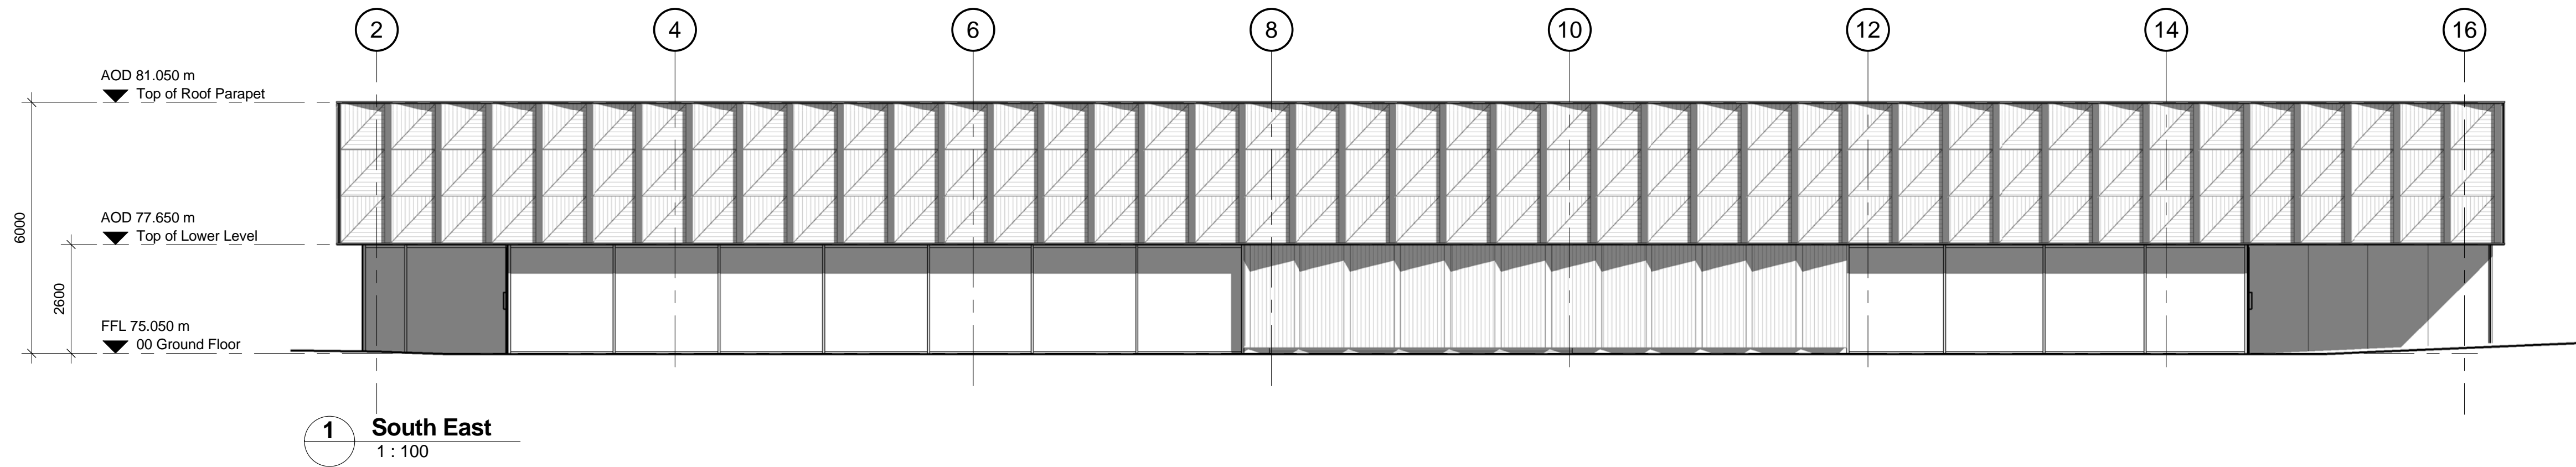 2
4
6
8
10
12
14
16
AOD 81.050 m
Top of Roof Parapet
6000
AOD 77.650 m
Top of Lower Level
2600
FFL 75.050 m
00 Ground Floor
1
South East
1 : 100